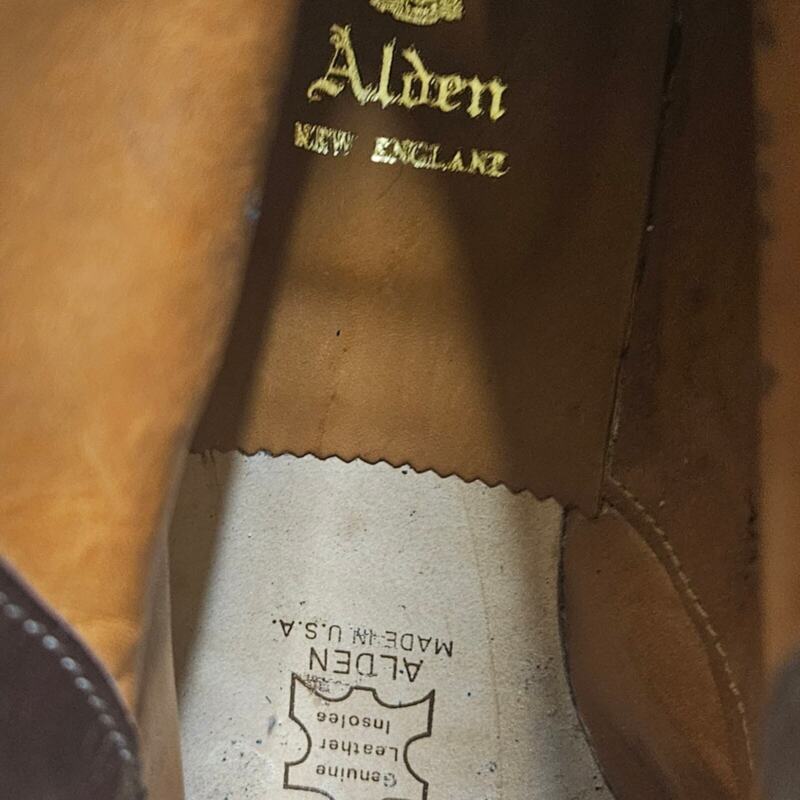 Alden
NEW ENGLAND
ALDEN
MADE IN U.S.A.
Genuine
Leather
Insoles